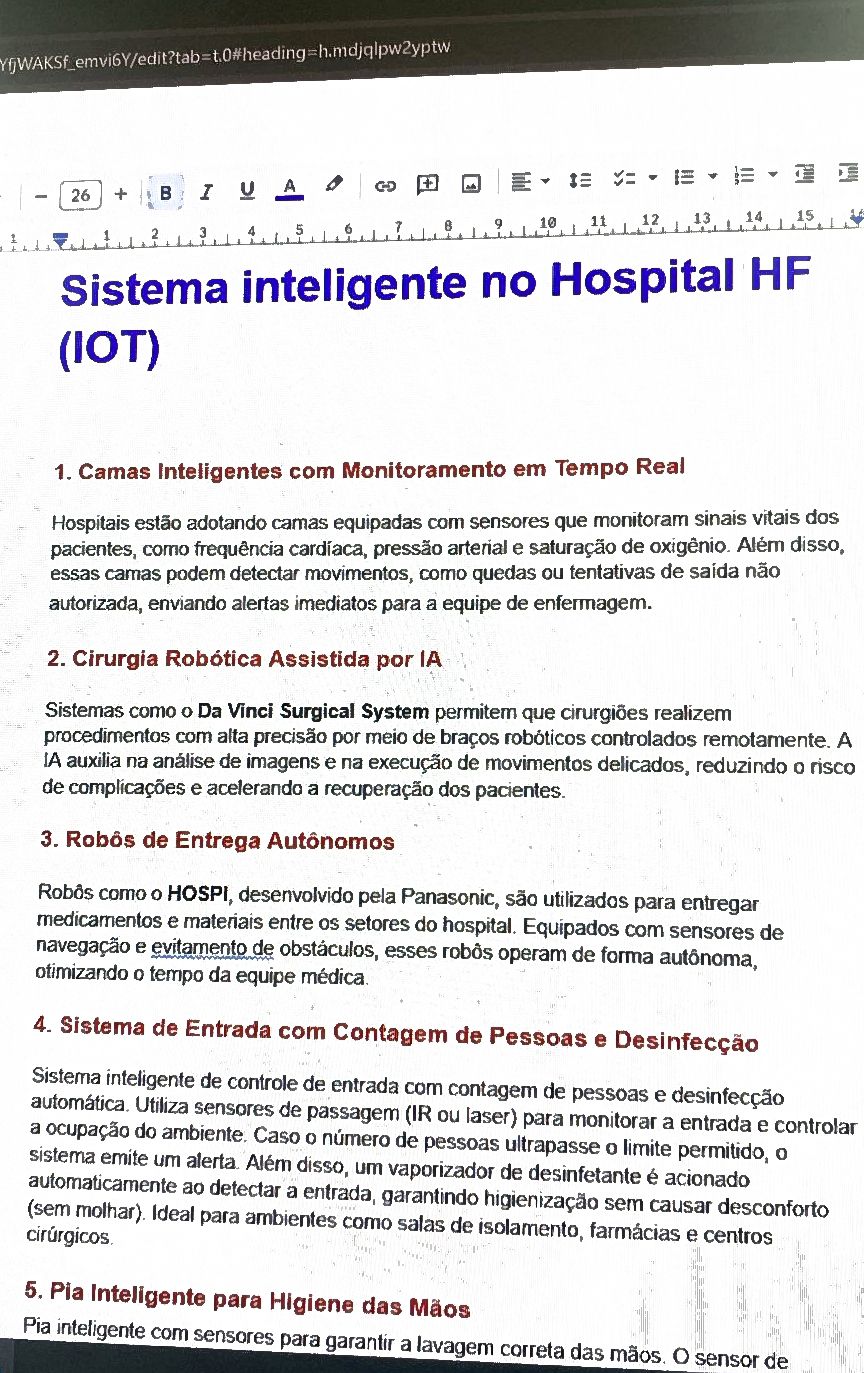 YfjWAKSf_emvi6Y/edit?tab=t.0#heading=h.mdjqlpw2yptw
− 26 + B I U A
1 1 2 3 4 5 6 7 8 9 10 11 12 13 14 15 16
Sistema inteligente no Hospital HF
(IOT)
1. Camas Inteligentes com Monitoramento em Tempo Real
Hospitais estão adotando camas equipadas com sensores que monitoram sinais vitais dos
pacientes, como frequência cardíaca, pressão arterial e saturação de oxigênio. Além disso,
essas camas podem detectar movimentos, como quedas ou tentativas de saída não
autorizada, enviando alertas imediatos para a equipe de enfermagem.
2. Cirurgia Robótica Assistida por IA
Sistemas como o Da Vinci Surgical System permitem que cirurgiões realizem
procedimentos com alta precisão por meio de braços robóticos controlados remotamente. A
IA auxilia na análise de imagens e na execução de movimentos delicados, reduzindo o risco
de complicações e acelerando a recuperação dos pacientes.
3. Robôs de Entrega Autônomos
Robôs como o HOSPI, desenvolvido pela Panasonic, são utilizados para entregar
medicamentos e materiais entre os setores do hospital. Equipados com sensores de
navegação e evitamento de obstáculos, esses robôs operam de forma autônoma,
otimizando o tempo da equipe médica.
4. Sistema de Entrada com Contagem de Pessoas e Desinfecção
Sistema inteligente de controle de entrada com contagem de pessoas e desinfecção
automática. Utiliza sensores de passagem (IR ou laser) para monitorar a entrada e controlar
a ocupação do ambiente. Caso o número de pessoas ultrapasse o limite permitido, o
sistema emite um alerta. Além disso, um vaporizador de desinfetante é acionado
automaticamente ao detectar a entrada, garantindo higienização sem causar desconforto
(sem molhar). Ideal para ambientes como salas de isolamento, farmácias e centros
cirúrgicos.
5. Pia Inteligente para Higiene das Mãos
Pia inteligente com sensores para garantir a lavagem correta das mãos. O sensor de